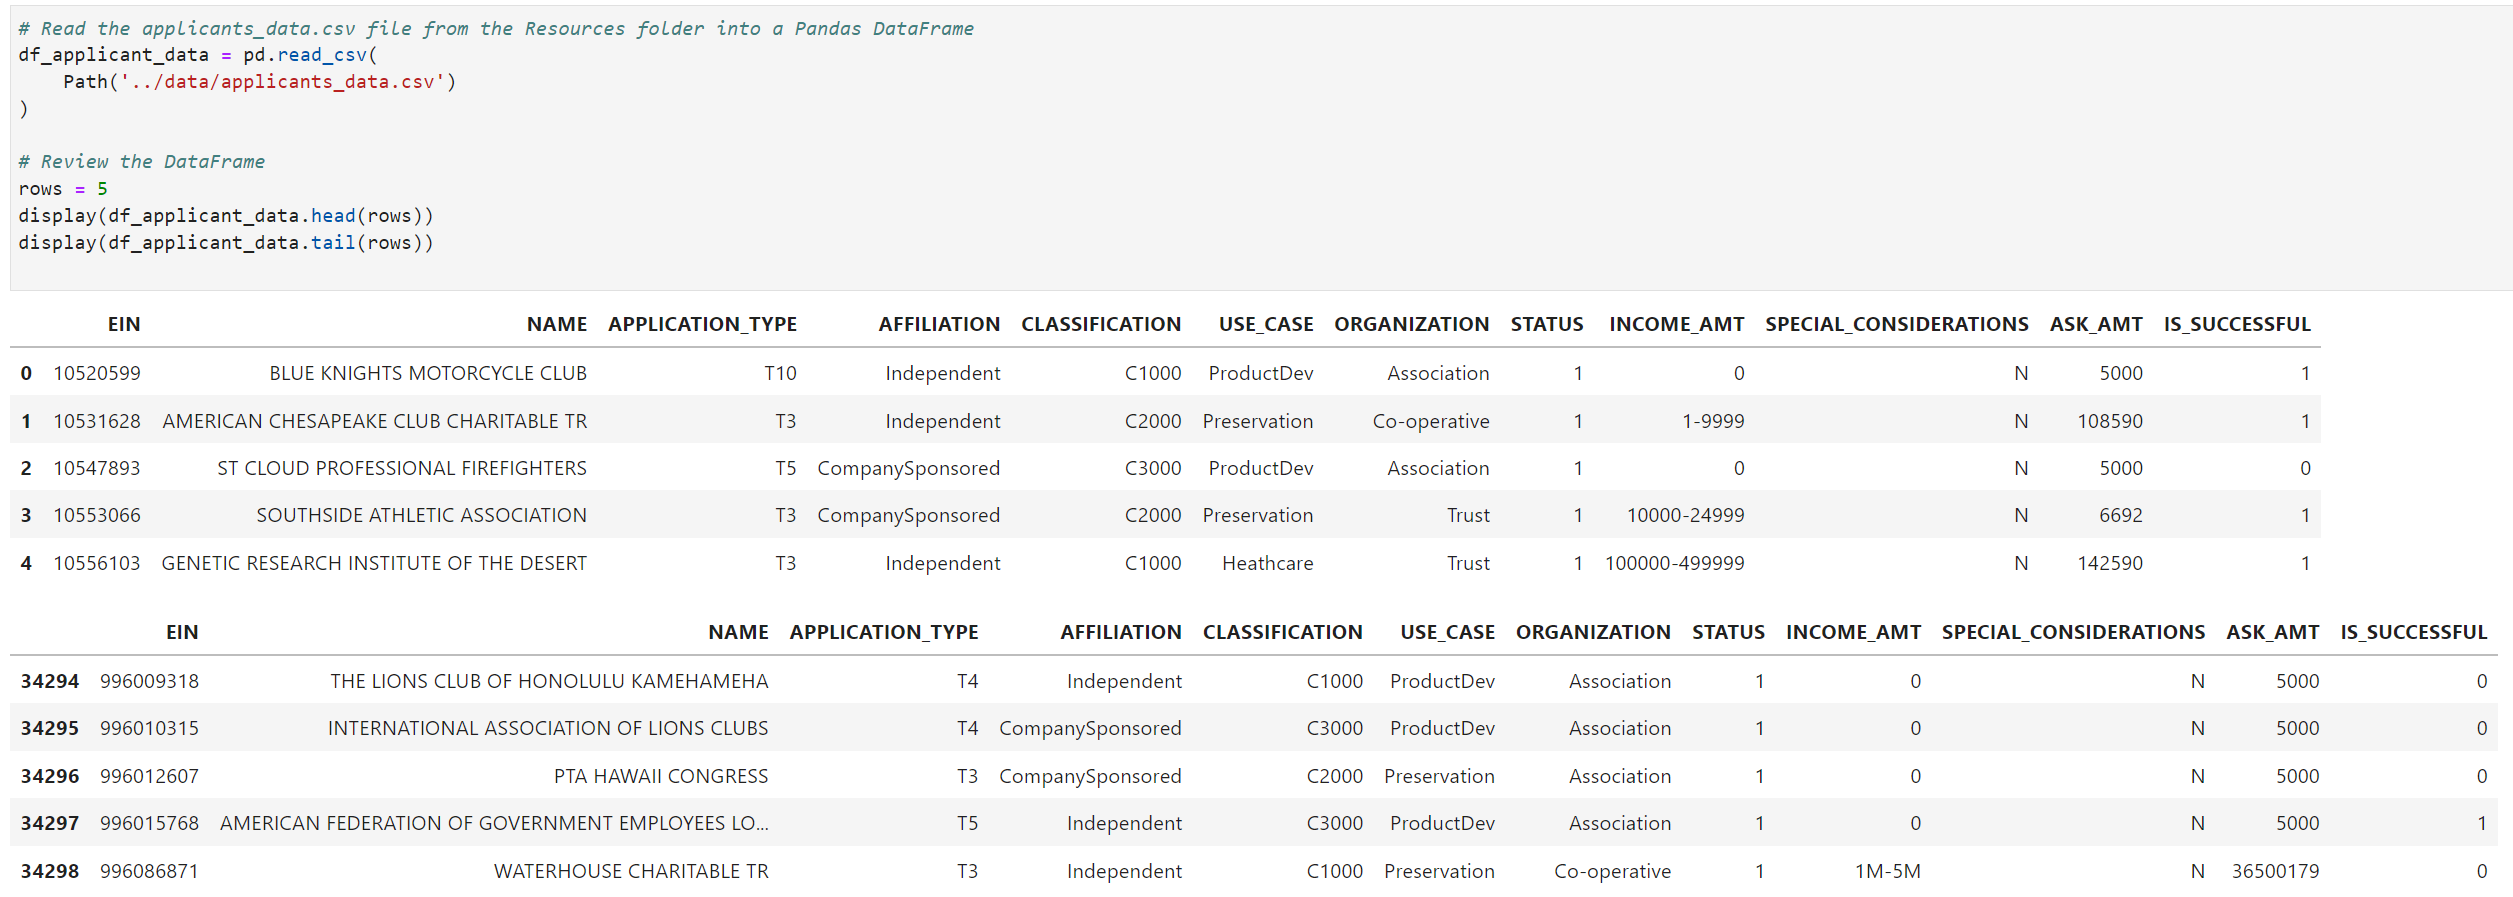 # Read the applicants_data.csv file from the Resources folder into a Pandas DataFrame
df_applicant_data = pd.read_csv(
    Path('../data/applicants_data.csv')
)
# Review the DataFrame
rows = 5
display(df_applicant_data.head(rows))
display(df_applicant_data.tail(rows))
EIN NAME APPLICATION_TYPE AFFILIATION CLASSIFICATION USE_CASE ORGANIZATION STATUS INCOME_AMT SPECIAL_CONSIDERATIONS ASK_AMT IS_SUCCESSFUL
0 10520599 BLUE KNIGHTS MOTORCYCLE CLUB T10 Independent C1000 ProductDev Association 1 0 N 5000 1
1 10531628 AMERICAN CHESAPEAKE CLUB CHARITABLE TR T3 Independent C2000 Preservation Co-operative 1 1-9999 N 108590 1
2 10547893 ST CLOUD PROFESSIONAL FIREFIGHTERS T5 CompanySponsored C3000 ProductDev Association 1 0 N 5000 0
3 10553066 SOUTHSIDE ATHLETIC ASSOCIATION T3 CompanySponsored C2000 Preservation Trust 1 10000-24999 N 6692 1
4 10556103 GENETIC RESEARCH INSTITUTE OF THE DESERT T3 Independent C1000 Heathcare Trust 1 100000-499999 N 142590 1
EIN NAME APPLICATION_TYPE AFFILIATION CLASSIFICATION USE_CASE ORGANIZATION STATUS INCOME_AMT SPECIAL_CONSIDERATIONS ASK_AMT IS_SUCCESSFUL
34294 996009318 THE LIONS CLUB OF HONOLULU KAMEHAMEHA T4 Independent C1000 ProductDev Association 1 0 N 5000 0
34295 996010315 INTERNATIONAL ASSOCIATION OF LIONS CLUBS T4 CompanySponsored C3000 ProductDev Association 1 0 N 5000 0
34296 996012607 PTA HAWAII CONGRESS T3 CompanySponsored C2000 Preservation Association 1 0 N 5000 0
34297 996015768 AMERICAN FEDERATION OF GOVERNMENT EMPLOYEES LO... T5 Independent C3000 ProductDev Association 1 0 N 5000 1
34298 996086871 WATERHOUSE CHARITABLE TR T3 Independent C1000 Preservation Co-operative 1 1M-5M N 36500179 0